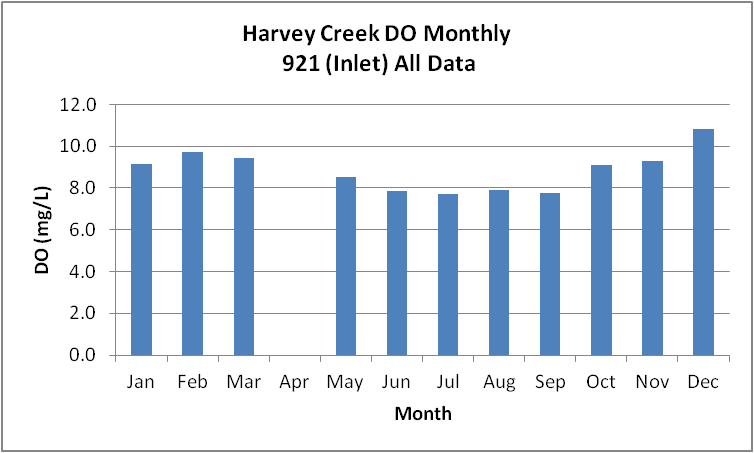 Harvey Creek DO Monthly
921 (Inlet) All Data
DO (mg/L)
12.0
10.0
8.0
6.0
4.0
2.0
0.0
Jan Feb Mar Apr May Jun Jul Aug Sep Oct Nov Dec
Month